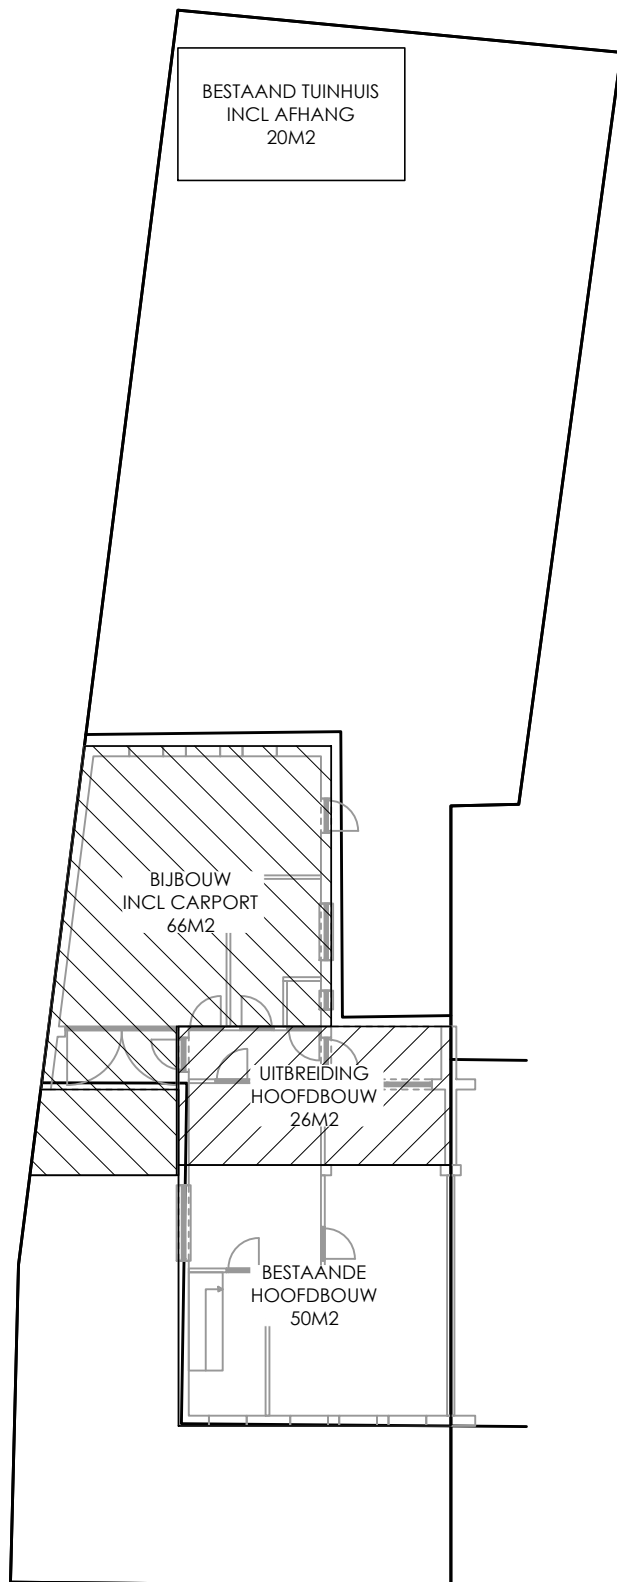 BESTAAND TUINHUIS
INCL AFHANG
20M2
BIJBOUW
INCL CARPORT
66M2
UITBREIDING
HOOFDBOUW
26M2
BESTAANDE
HOOFDBOUW
50M2